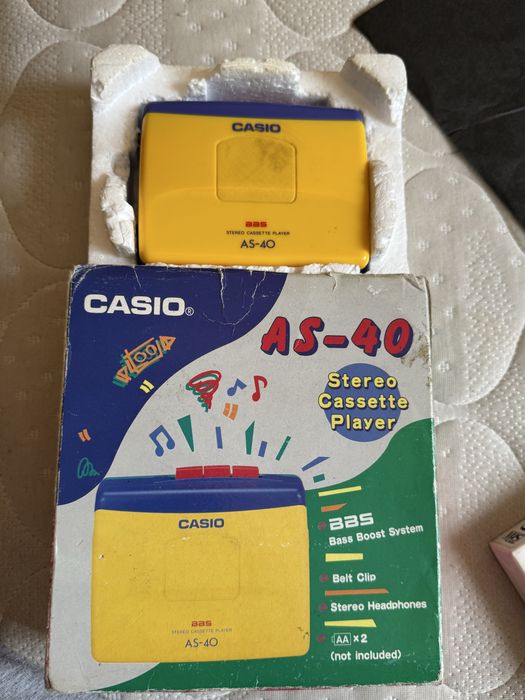 CASIO
BBS
STEREO CASSETTE PLAYER
AS-40
CASIO®
AS-40
Stereo
Cassette
Player
CASIO
BBS
STEREO CASSETTE PLAYER
AS-40
BBS
Bass Boost System
Belt Clip
Stereo Headphones
AA ×2
(not included)